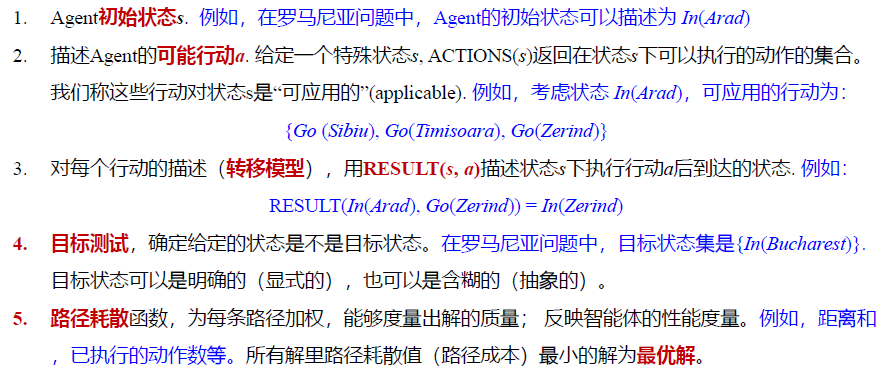 1. Agent初始状态s. 例如，在罗马尼亚问题中，Agent的初始状态可以描述为 In(Arad)
2. 描述Agent的可能行动a. 给定一个特殊状态s, ACTIONS(s)返回在状态s下可以执行的动作的集合。
我们称这些行动对状态s是“可应用的”(applicable). 例如，考虑状态 In(Arad)，可应用的行动为：
{Go (Sibiu), Go(Timisoara), Go(Zerind)}
3. 对每个行动的描述（转移模型），用RESULT(s, a)描述状态s下执行行动a后到达的状态. 例如：
RESULT(In(Arad), Go(Zerind)) = In(Zerind)
4. 目标测试，确定给定的状态是不是目标状态。在罗马尼亚问题中，目标状态集是{In(Bucharest)}.
目标状态可以是明确的（显式的），也可以是含糊的（抽象的）。
5. 路径耗散函数，为每条路径加权，能够度量出解的质量； 反映智能体的性能度量。例如，距离和
，已执行的动作数等。所有解里路径耗散值（路径成本）最小的解为最优解。